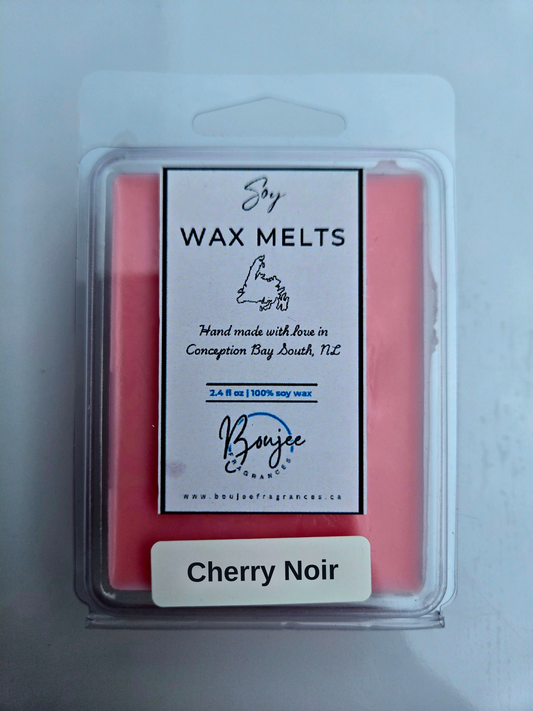 Soy
WAX MELTS
Hand made with love in
Conception Bay South, NL
2.4 fl oz | 100% soy wax
Boujee
FRAGRANCES
www.boujeefragrances.ca
Cherry Noir